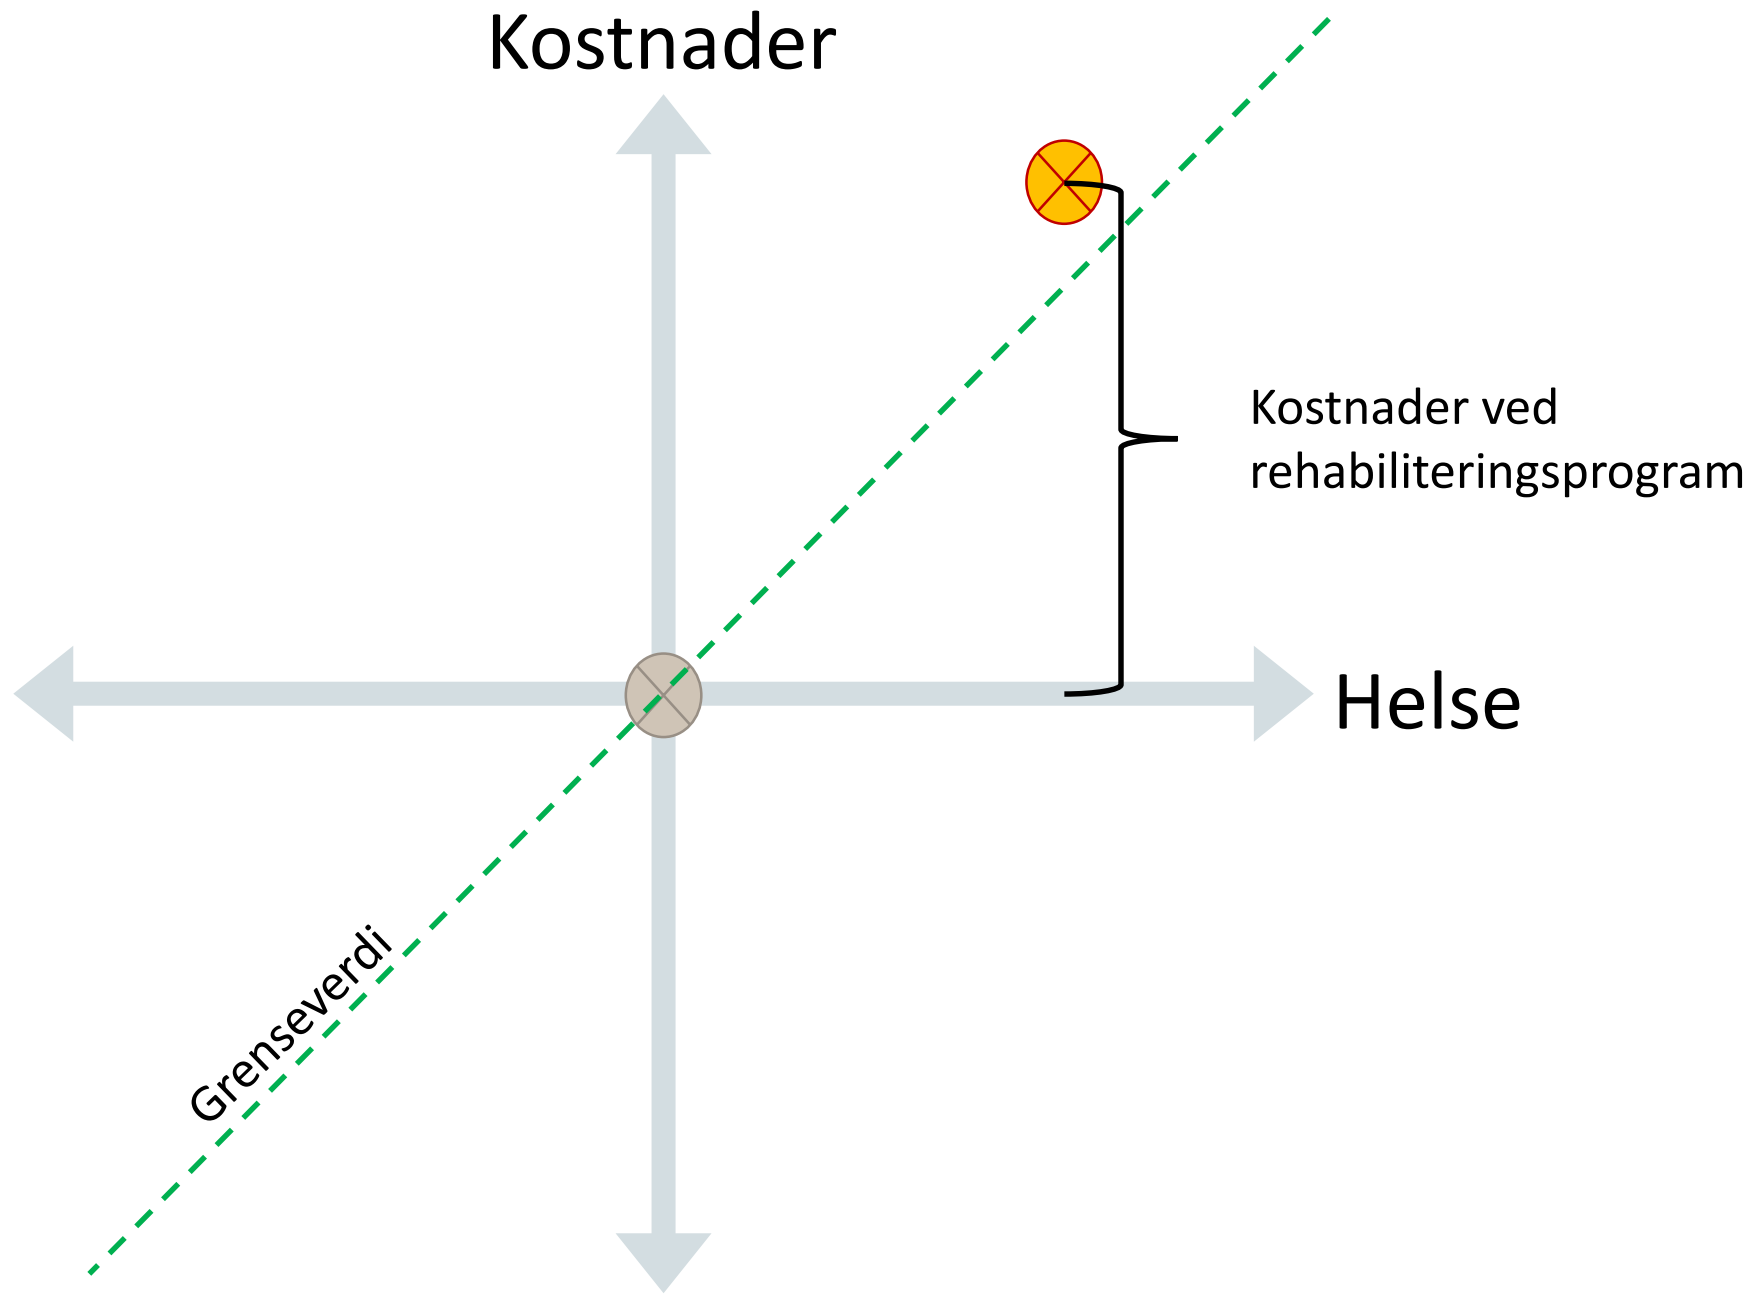 Kostnader
Kostnader ved
rehabiliteringsprogram
Helse
Grenseverdi